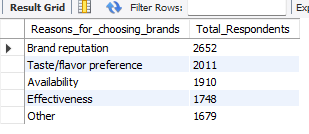 Result Grid Filter Rows:
Reasons_for_choosing_brands Total_Respondents
Brand reputation 2652
Taste/flavor preference 2011
Availability 1910
Effectiveness 1748
Other 1679